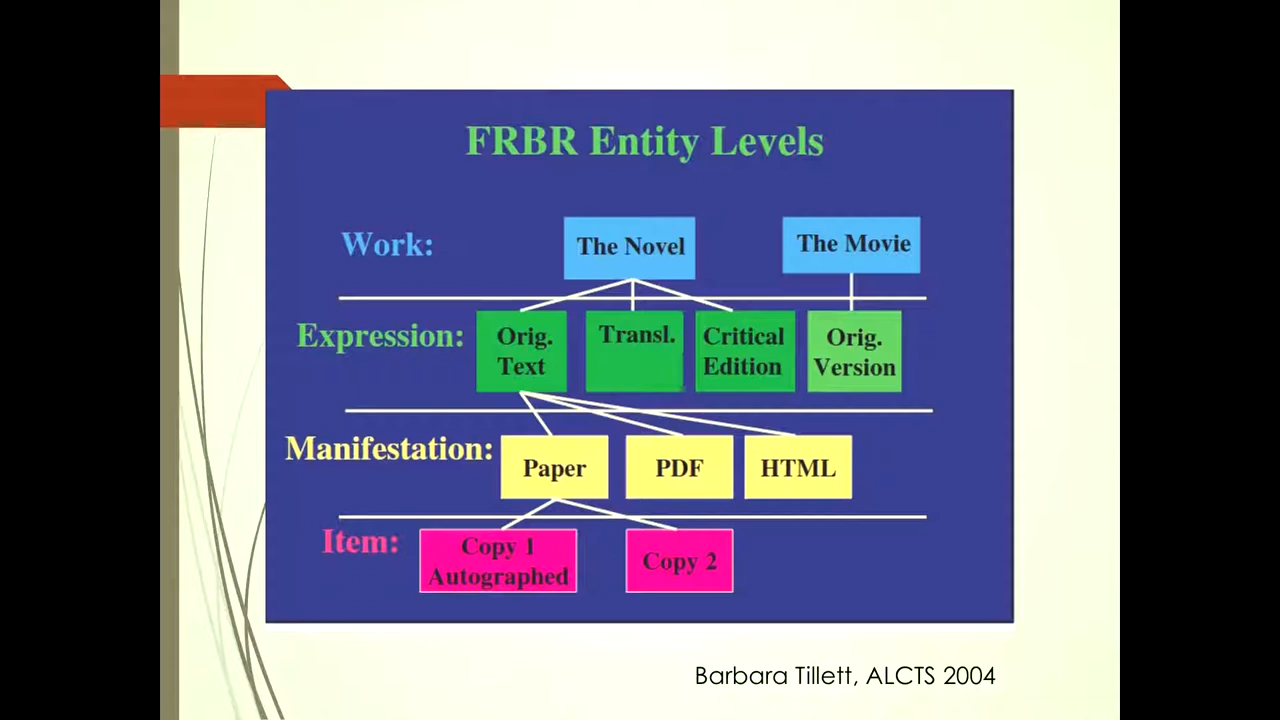 FRBR Entity Levels
Work:
The Novel
The Movie
Expression:
Orig.
Text
Transl.
Critical
Edition
Orig.
Version
Manifestation:
Paper
PDF
HTML
Item:
Copy 1
Autographed
Copy 2
Barbara Tillett, ALCTS 2004